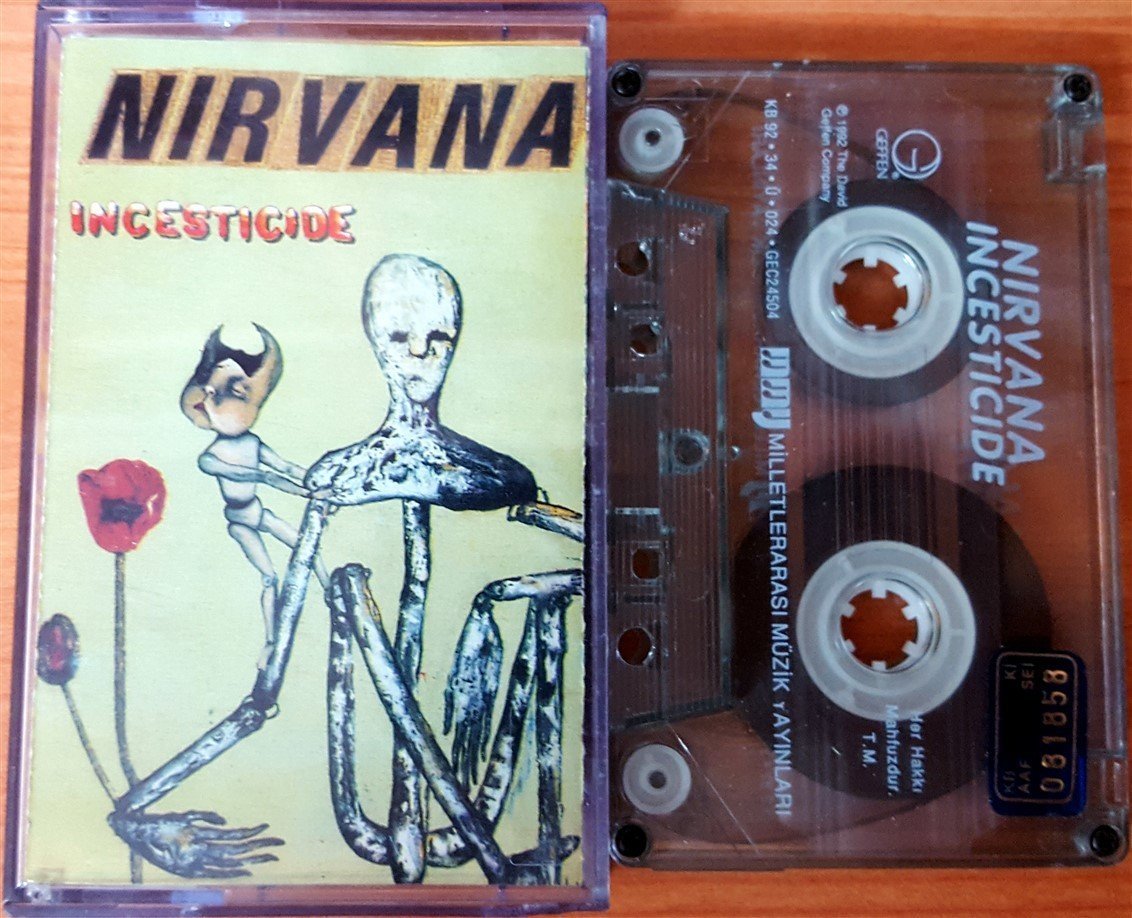 NIRVANA
INCESTICIDE
GEFFEN®
℗ 1992 The David
Geffen Company
NIRVANA
INCESTICIDE
KB 92 • 34 • Ü • 024 • GEC24504
MİLLETLERARASI MÜZİK YAYINLARI
Her Hakkı
Mahfuzdur.
T.M.
081858